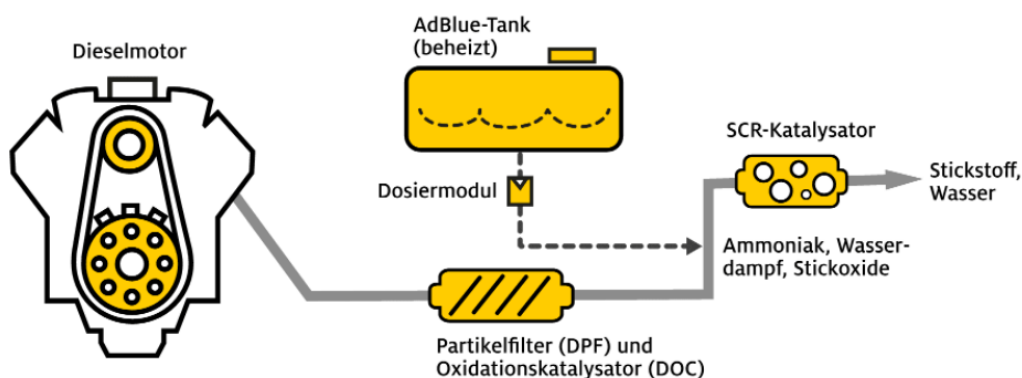 Dieselmotor
AdBlue-Tank
(beheizt)
Dosiermodul
SCR-Katalysator
Stickstoff,
Wasser
Ammoniak, Wasser-
dampf, Stickoxide
Partikelfilter (DPF) und
Oxidationskatalysator (DOC)